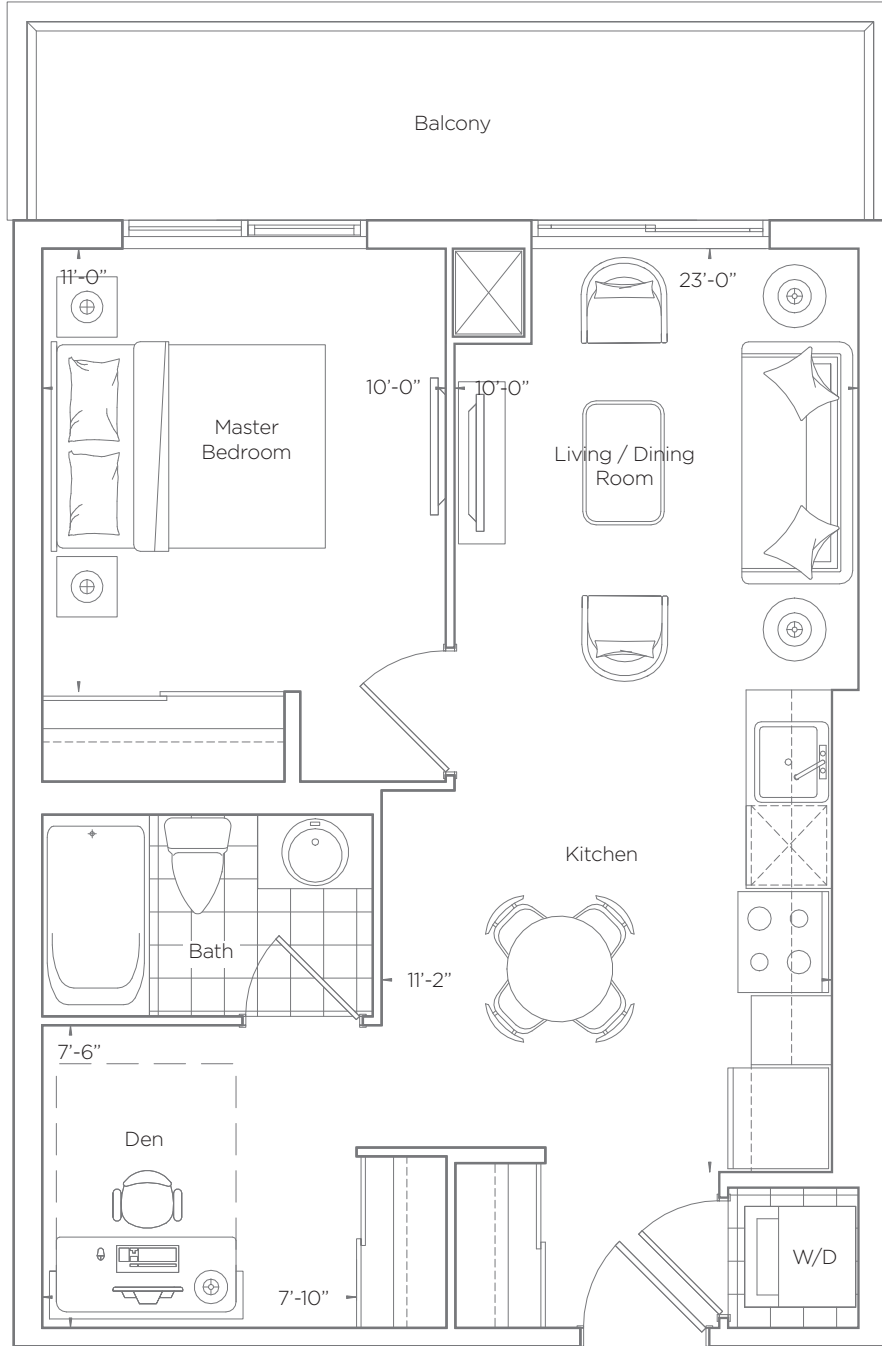 Balcony
11’-0”
23’-0”
10’-0”
10’-0”
Master
Bedroom
Living / Dining
Room
Kitchen
Bath
11’-2”
7’-6”
Den
W/D
7’-10”